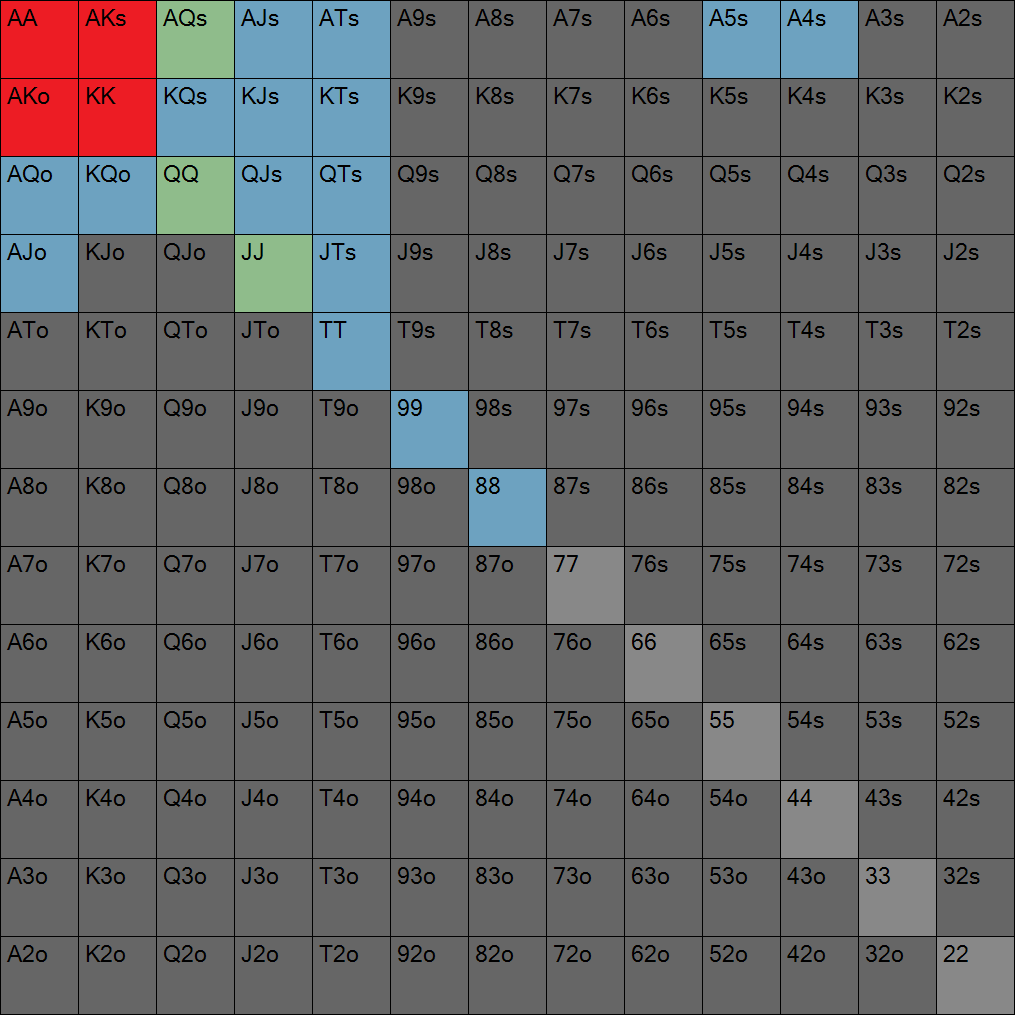 AA AKs AQs AJs ATs A9s A8s A7s A6s A5s A4s A3s A2s
AKo KK KQs KJs KTs K9s K8s K7s K6s K5s K4s K3s K2s
AQo KQo QQ QJs QTs Q9s Q8s Q7s Q6s Q5s Q4s Q3s Q2s
AJo KJo QJo JJ JTs J9s J8s J7s J6s J5s J4s J3s J2s
ATo KTo QTo JTo TT T9s T8s T7s T6s T5s T4s T3s T2s
A9o K9o Q9o J9o T9o 99 98s 97s 96s 95s 94s 93s 92s
A8o K8o Q8o J8o T8o 98o 88 87s 86s 85s 84s 83s 82s
A7o K7o Q7o J7o T7o 97o 87o 77 76s 75s 74s 73s 72s
A6o K6o Q6o J6o T6o 96o 86o 76o 66 65s 64s 63s 62s
A5o K5o Q5o J5o T5o 95o 85o 75o 65o 55 54s 53s 52s
A4o K4o Q4o J4o T4o 94o 84o 74o 64o 54o 44 43s 42s
A3o K3o Q3o J3o T3o 93o 83o 73o 63o 53o 43o 33 32s
A2o K2o Q2o J2o T2o 92o 82o 72o 62o 52o 42o 32o 22